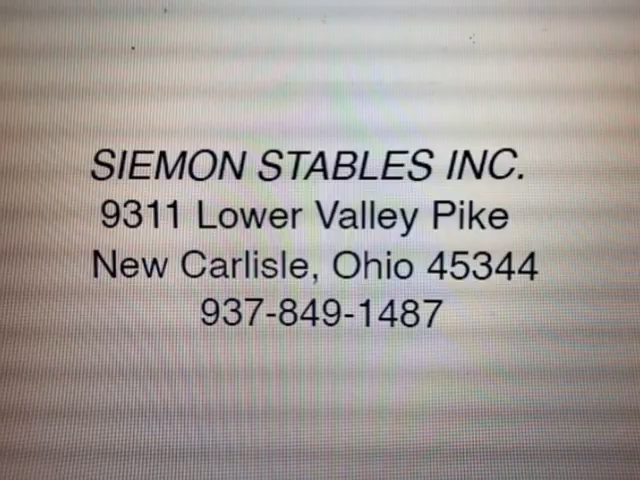 SIEMON STABLES INC.
9311 Lower Valley Pike
New Carlisle, Ohio 45344
937-849-1487